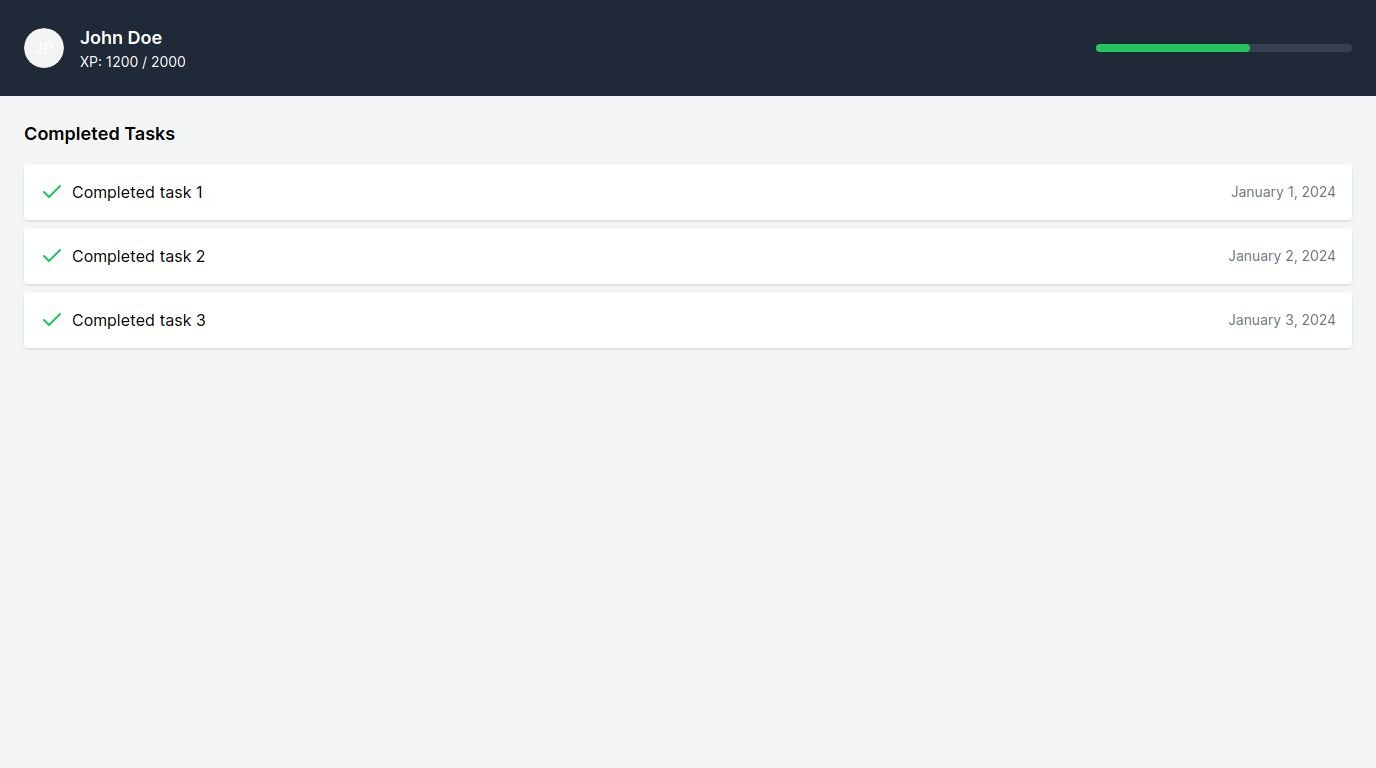 JP
John Doe
XP: 1200 / 2000
Completed Tasks
Completed task 1
January 1, 2024
Completed task 2
January 2, 2024
Completed task 3
January 3, 2024